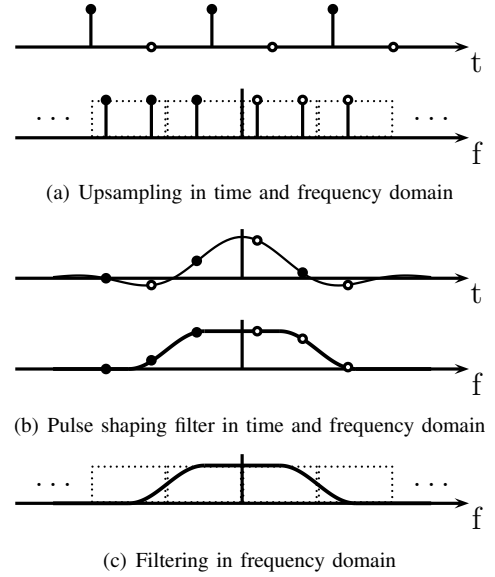 t
. . .
. . .
f
(a) Upsampling in time and frequency domain
t
f
(b) Pulse shaping filter in time and frequency domain
. . .
. . .
f
(c) Filtering in frequency domain